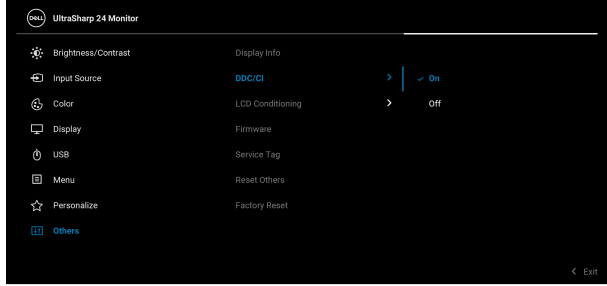 DELL UltraSharp 24 Monitor
Brightness/Contrast Display Info
Input Source DDC/CI On
Color LCD Conditioning Off
Display Firmware
USB Service Tag
Menu Reset Others
Personalize Factory Reset
Others
Exit